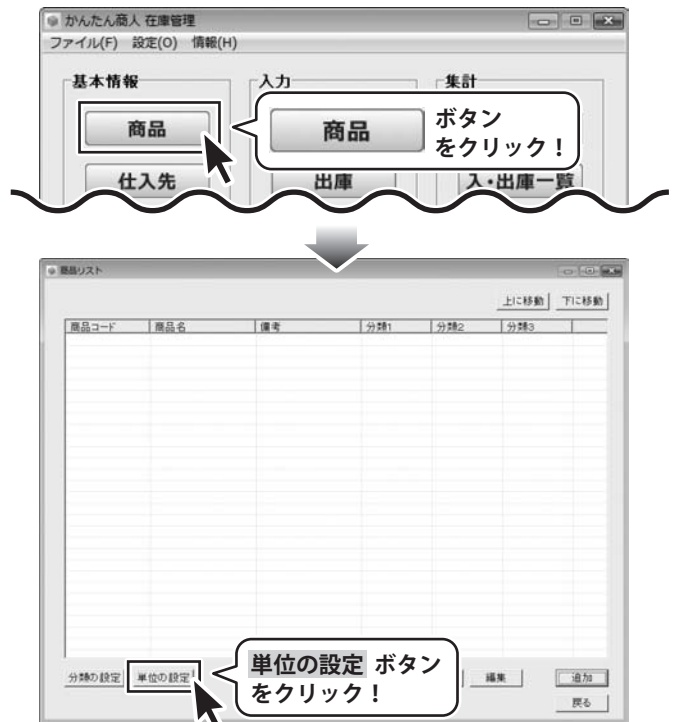 かんたん商人 在庫管理
ファイル(F) 設定(O) 情報(H)
基本情報 入力 集計
商品
商品 ボタン
をクリック！
仕入先 出庫 入・出庫一覧
商品リスト
上に移動 下に移動
商品コード 商品名 備考 分類1 分類2 分類3
分類の設定 単位の設定 編集 追加
単位の設定 ボタン
をクリック！
戻る